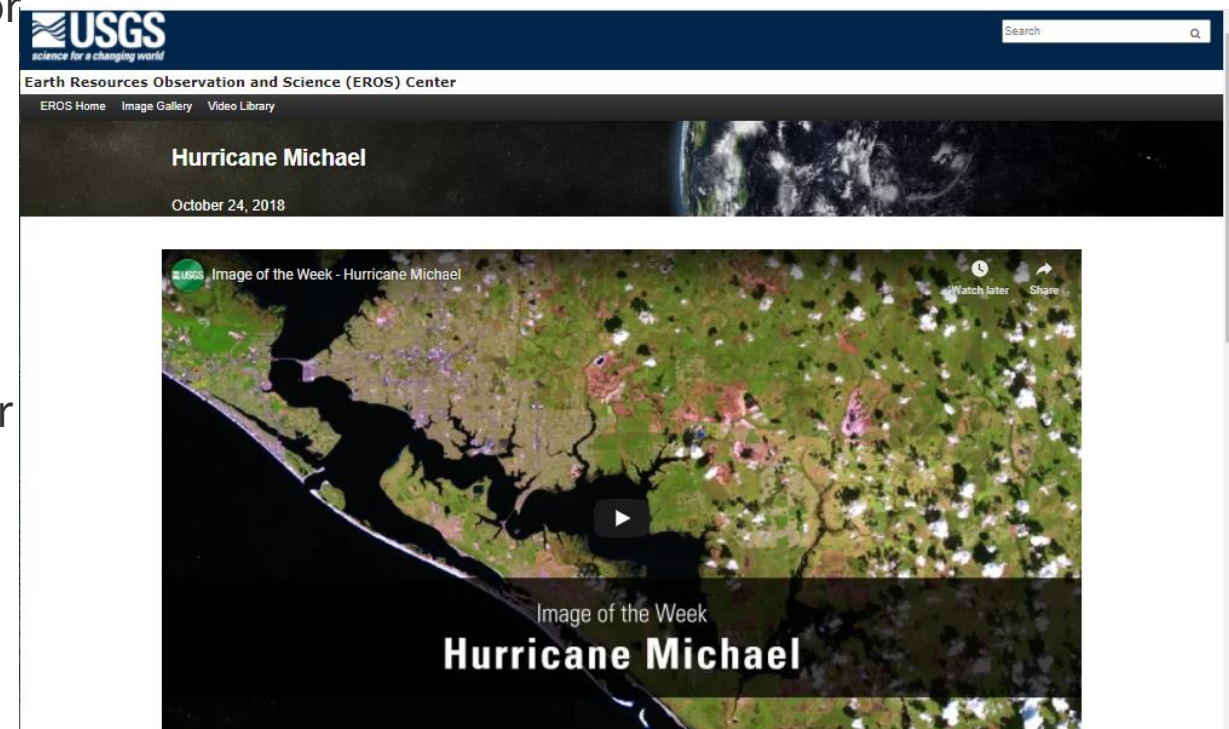 or
USGS
science for a changing world
Search
Earth Resources Observation and Science (EROS) Center
EROS Home Image Gallery Video Library
Hurricane Michael
October 24, 2018
USGS Image of the Week - Hurricane Michael
Watch later Share
r
Image of the Week
Hurricane Michael